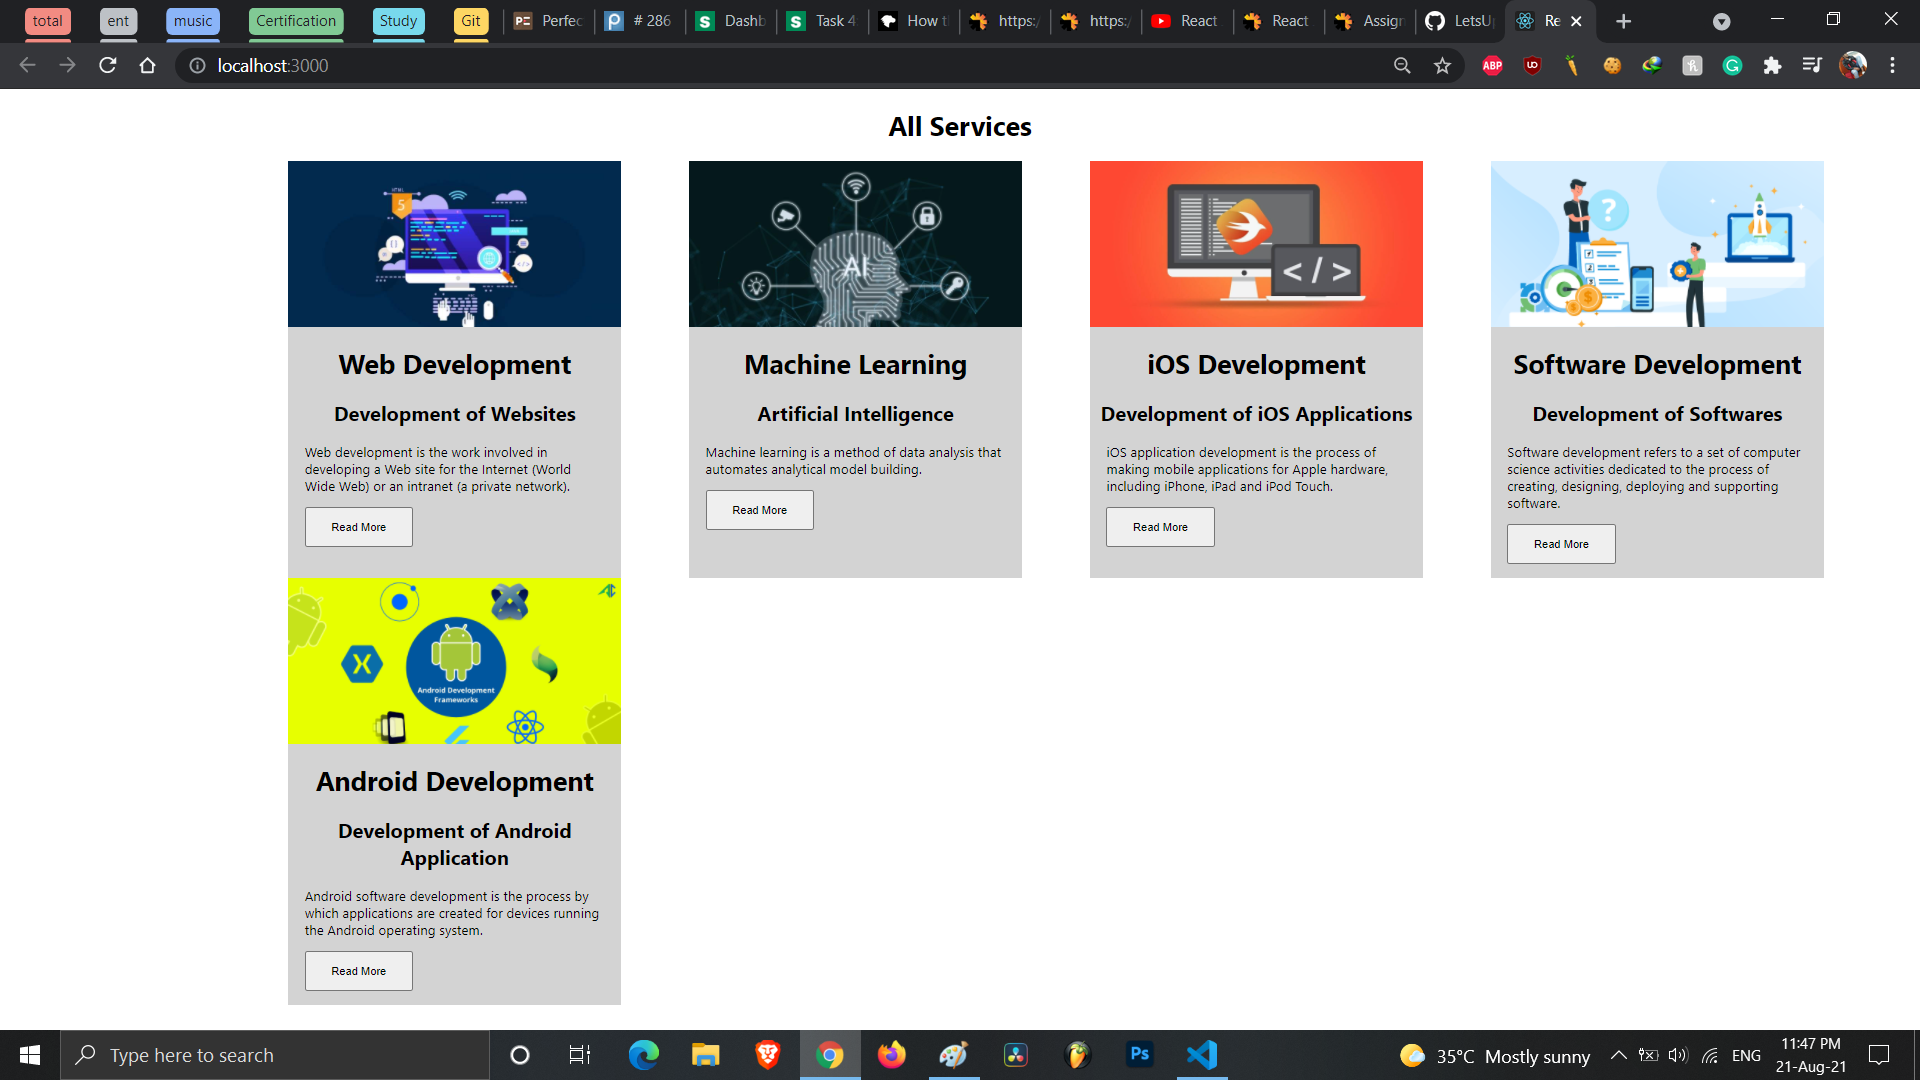 total
ent
music
Certification
Study
Git
Perfec
# 286
Dashb
Task 4
How t
https:/
https:/
React
React
Assign
LetsU
Re
localhost:3000
All Services
HTML
5
AI
</>
?
Web Development
Machine Learning
iOS Development
Software Development
Development of Websites
Artificial Intelligence
Development of iOS Applications
Development of Softwares
Web development is the work involved in
developing a Web site for the Internet (World
Wide Web) or an intranet (a private network).
Read More
Machine learning is a method of data analysis that
automates analytical model building.
Read More
iOS application development is the process of
making mobile applications for Apple hardware,
including iPhone, iPad and iPod Touch.
Read More
Software development refers to a set of computer
science activities dedicated to the process of
creating, designing, deploying and supporting
software.
Read More
Android Development
Frameworks
Android Development
Development of Android
Application
Android software development is the process by
which applications are created for devices running
the Android operating system.
Read More
Type here to search
35°C Mostly sunny
ENG
11:47 PM
21-Aug-21